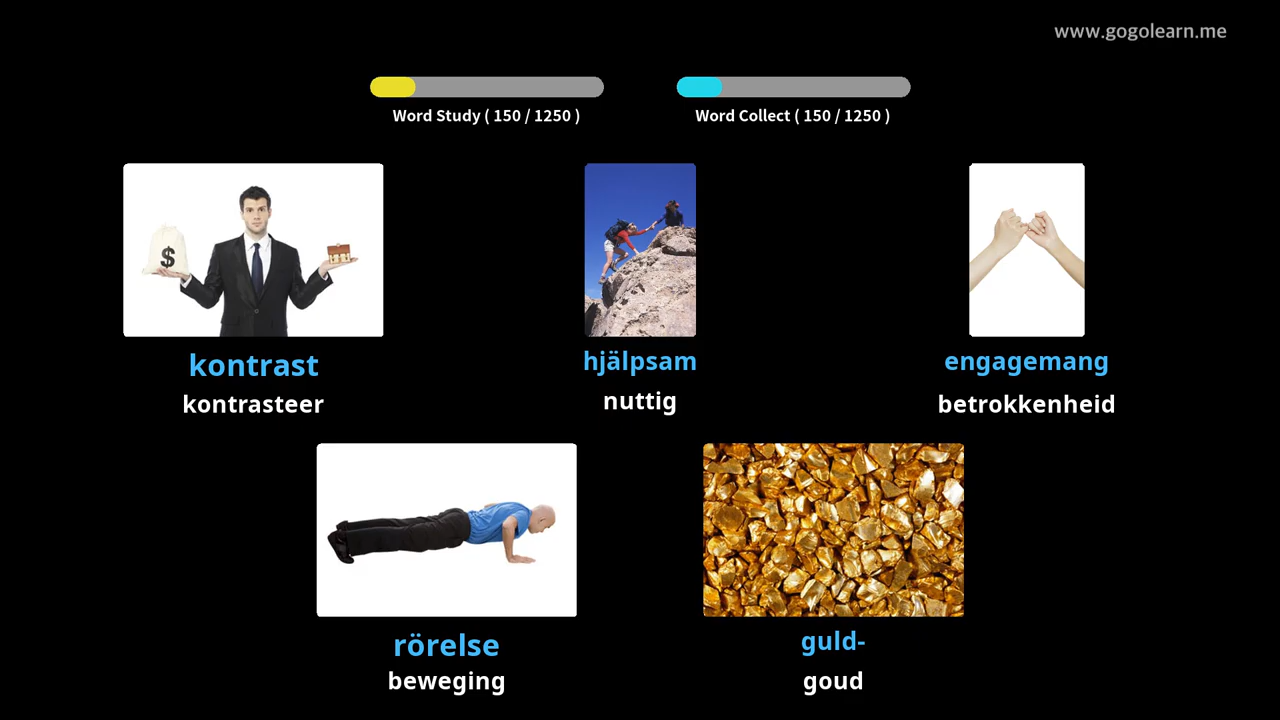 www.gogolearn.me
Word Study ( 150 / 1250 )
Word Collect ( 150 / 1250 )
$
kontrast
kontrasteer
hjälpsam
nuttig
engagemang
betrokkenheid
rörelse
beweging
guld-
goud